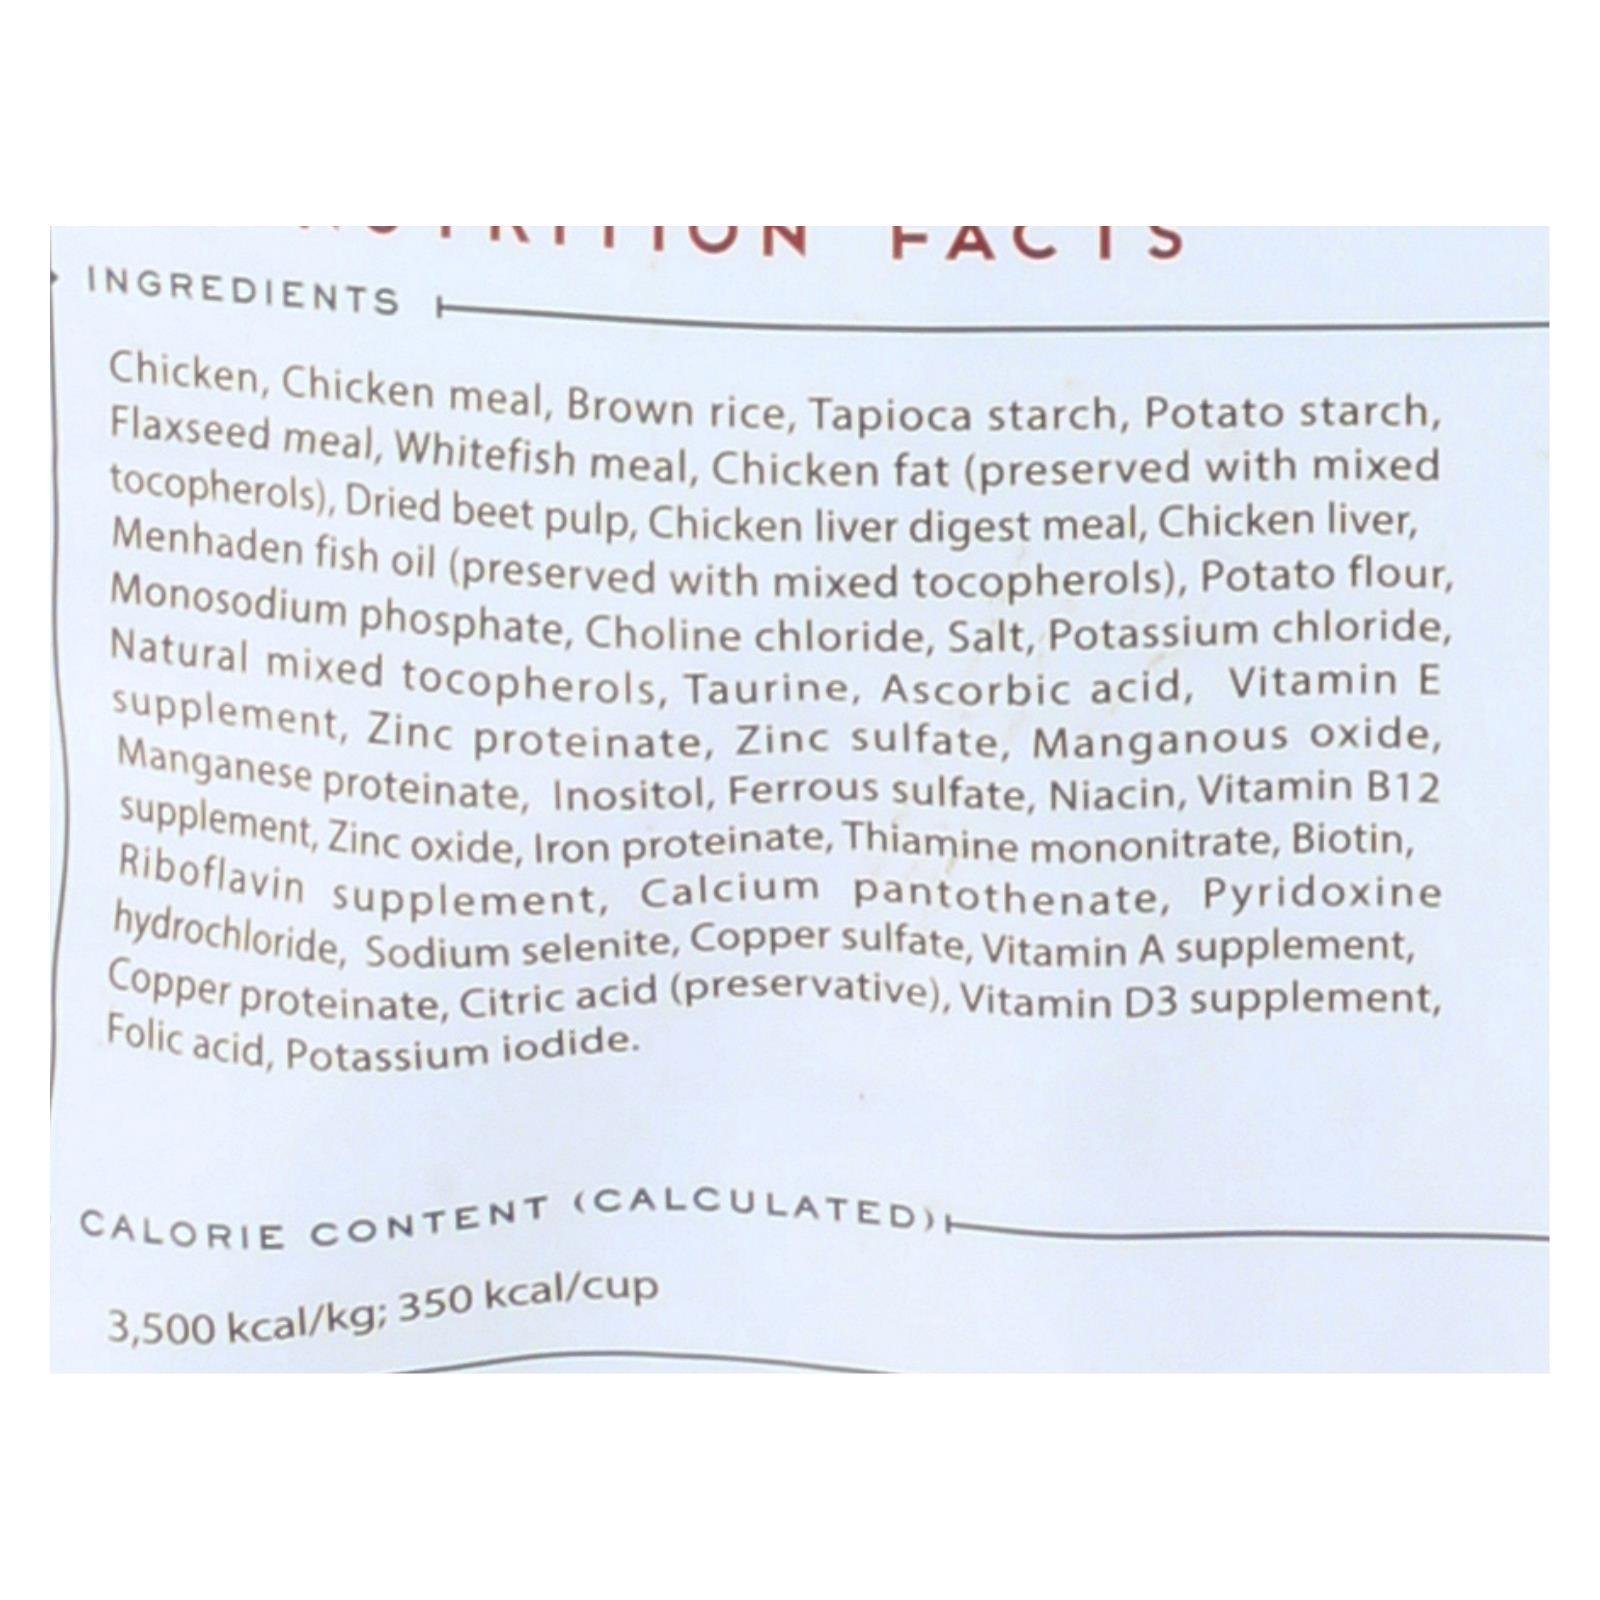 NUTRITION FACTS
INGREDIENTS
Chicken, Chicken meal, Brown rice, Tapioca starch, Potato starch,
Flaxseed meal, Whitefish meal, Chicken fat (preserved with mixed
tocopherols), Dried beet pulp, Chicken liver digest meal, Chicken liver,
Menhaden fish oil (preserved with mixed tocopherols), Potato flour,
Monosodium phosphate, Choline chloride, Salt, Potassium chloride,
Natural mixed tocopherols, Taurine, Ascorbic acid, Vitamin E
supplement, Zinc proteinate, Zinc sulfate, Manganous oxide,
Manganese proteinate, Inositol, Ferrous sulfate, Niacin, Vitamin B12
supplement, Zinc oxide, Iron proteinate, Thiamine mononitrate, Biotin,
Riboflavin supplement, Calcium pantothenate, Pyridoxine
hydrochloride, Sodium selenite, Copper sulfate, Vitamin A supplement,
Copper proteinate, Citric acid (preservative), Vitamin D3 supplement,
Folic acid, Potassium iodide.
CALORIE CONTENT (CALCULATED)
3,500 kcal/kg; 350 kcal/cup